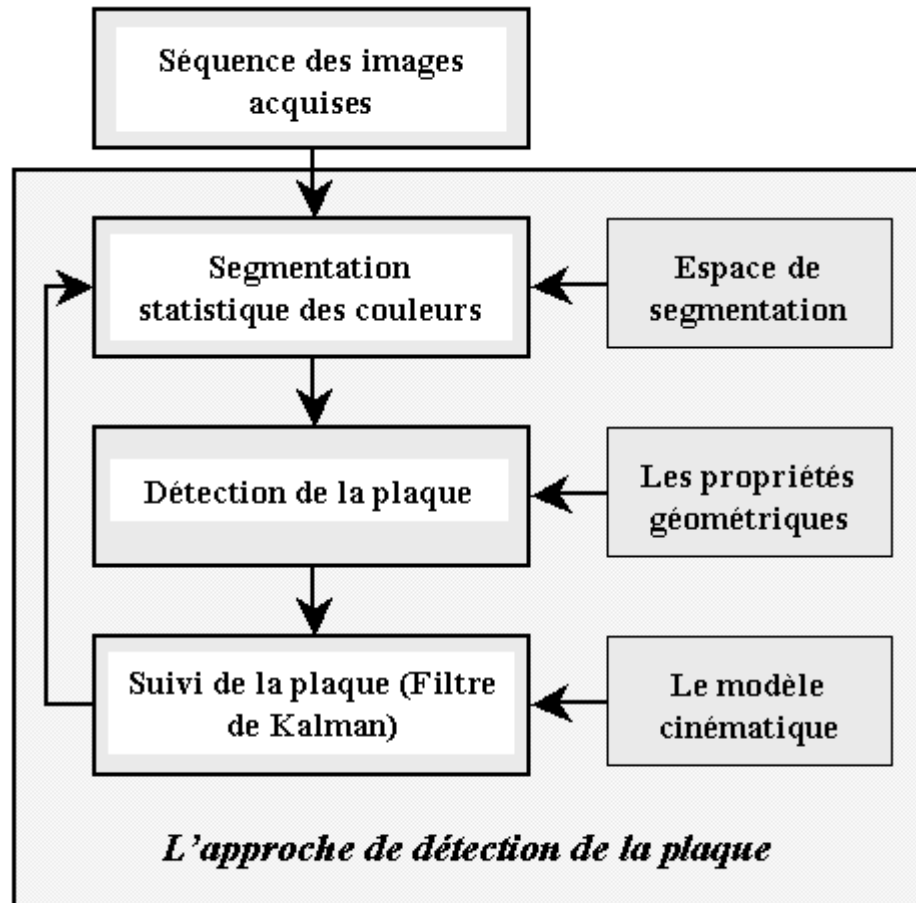 Séquence des images
acquises
Segmentation
statistique des couleurs
Espace de
segmentation
Détection de la plaque
Les propriétés
géométriques
Suivi de la plaque (Filtre
de Kalman)
Le modèle
cinématique
L'approche de détection de la plaque